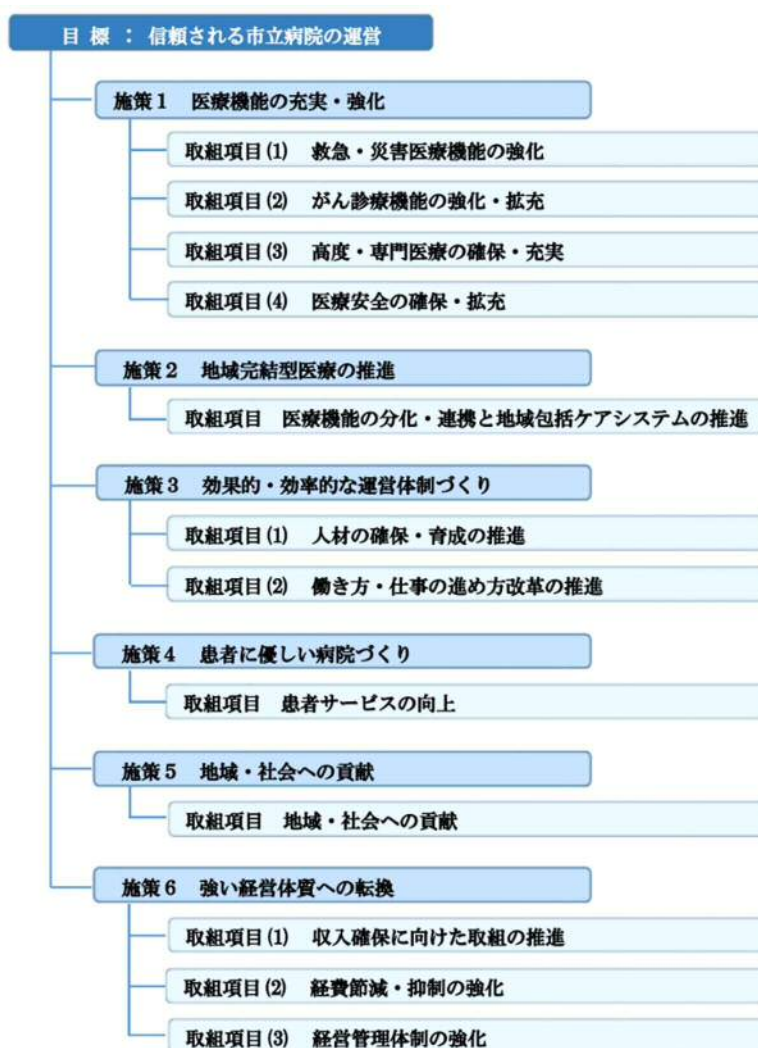 目 標 ： 信頼される市立病院の運営
施策１　医療機能の充実・強化
取組項目(1)　救急・災害医療機能の強化
取組項目(2)　がん診療機能の強化・拡充
取組項目(3)　高度・専門医療の確保・充実
取組項目(4)　医療安全の確保・拡充
施策２　地域完結型医療の推進
取組項目　医療機能の分化・連携と地域包括ケアシステムの推進
施策３　効果的・効率的な運営体制づくり
取組項目(1)　人材の確保・育成の推進
取組項目(2)　働き方・仕事の進め方改革の推進
施策４　患者に優しい病院づくり
取組項目　患者サービスの向上
施策５　地域・社会への貢献
取組項目　地域・社会への貢献
施策６　強い経営体質への転換
取組項目(1)　収入確保に向けた取組の推進
取組項目(2)　経費節減・抑制の強化
取組項目(3)　経営管理体制の強化